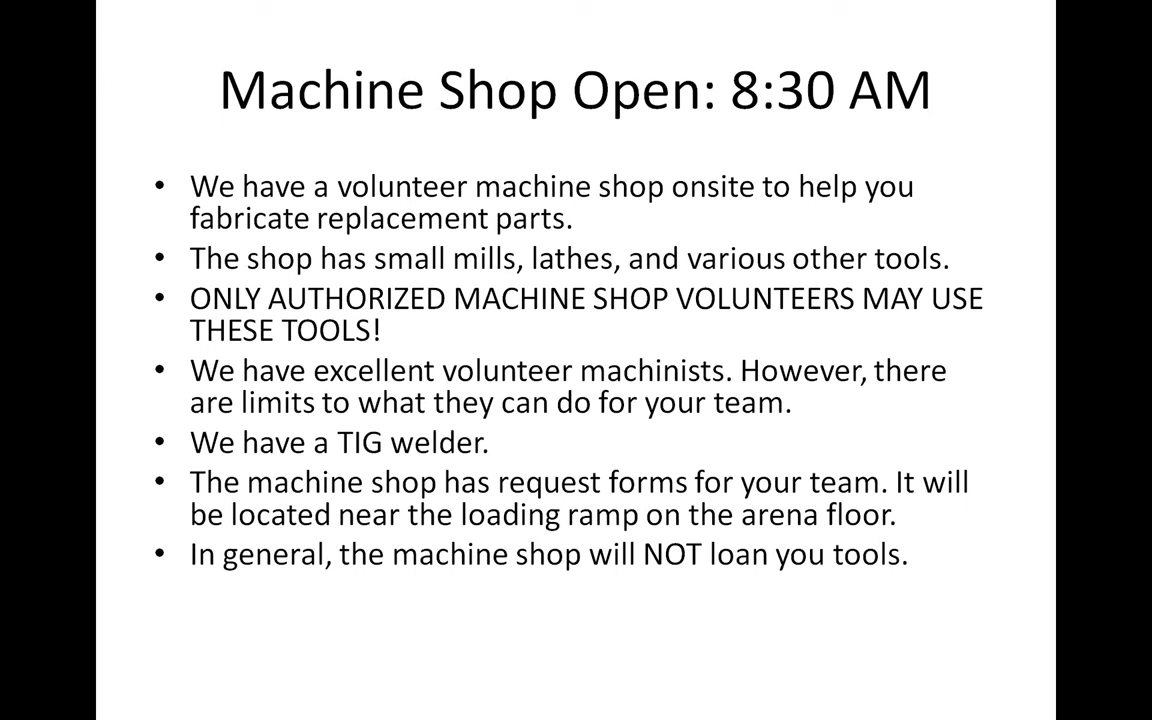 Machine Shop Open: 8:30 AM
• We have a volunteer machine shop onsite to help you
fabricate replacement parts.
• The shop has small mills, lathes, and various other tools.
• ONLY AUTHORIZED MACHINE SHOP VOLUNTEERS MAY USE
THESE TOOLS!
• We have excellent volunteer machinists. However, there
are limits to what they can do for your team.
• We have a TIG welder.
• The machine shop has request forms for your team. It will
be located near the loading ramp on the arena floor.
• In general, the machine shop will NOT loan you tools.